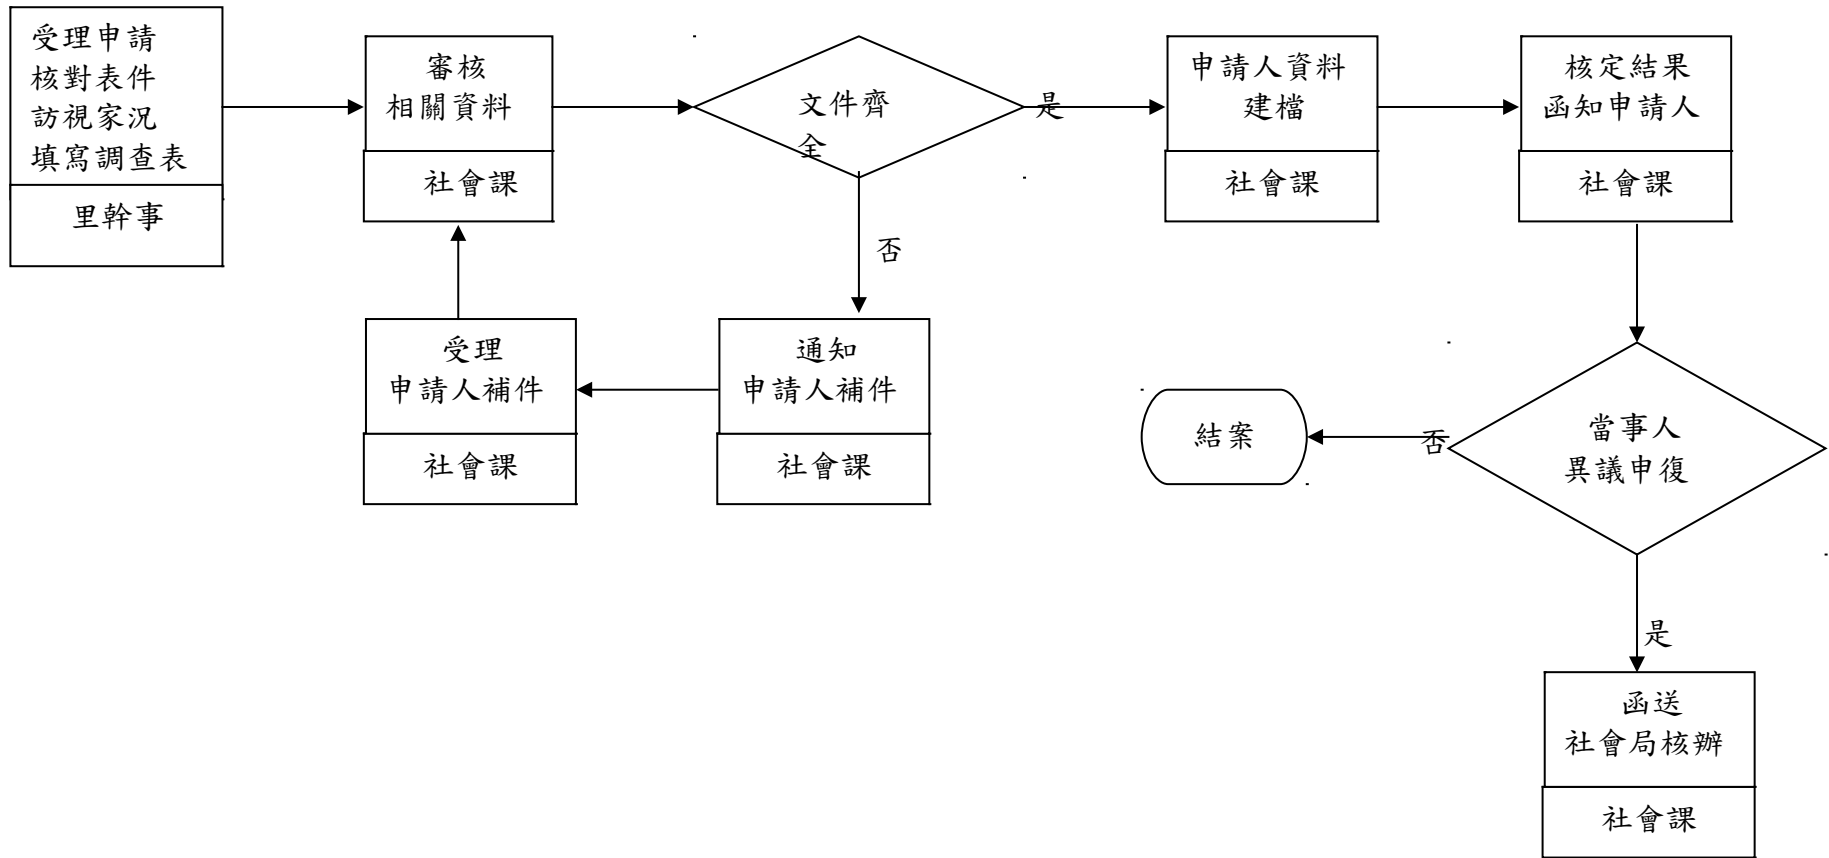 受理申請
核對表件
訪視家況
填寫調查表
里幹事
審核
相關資料
社會課
文件齊
全
是
否
申請人資料
建檔
社會課
核定結果
函知申請人
社會課
受理
申請人補件
社會課
通知
申請人補件
社會課
結案
否
當事人
異議申復
是
函送
社會局核辦
社會課